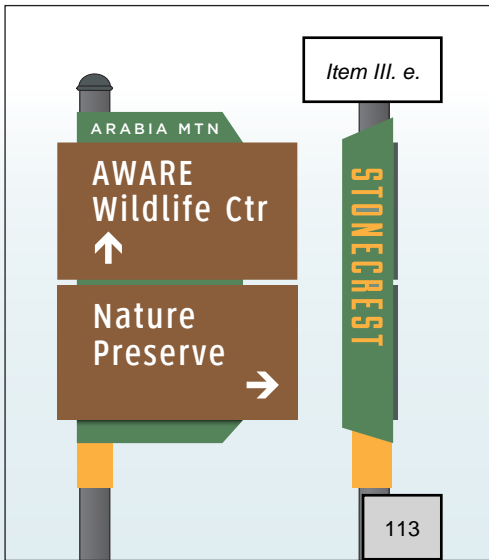 Item III. e.
ARABIA MTN
AWARE
Wildlife Ctr
↑
Nature
Preserve
→
STONECREST
113